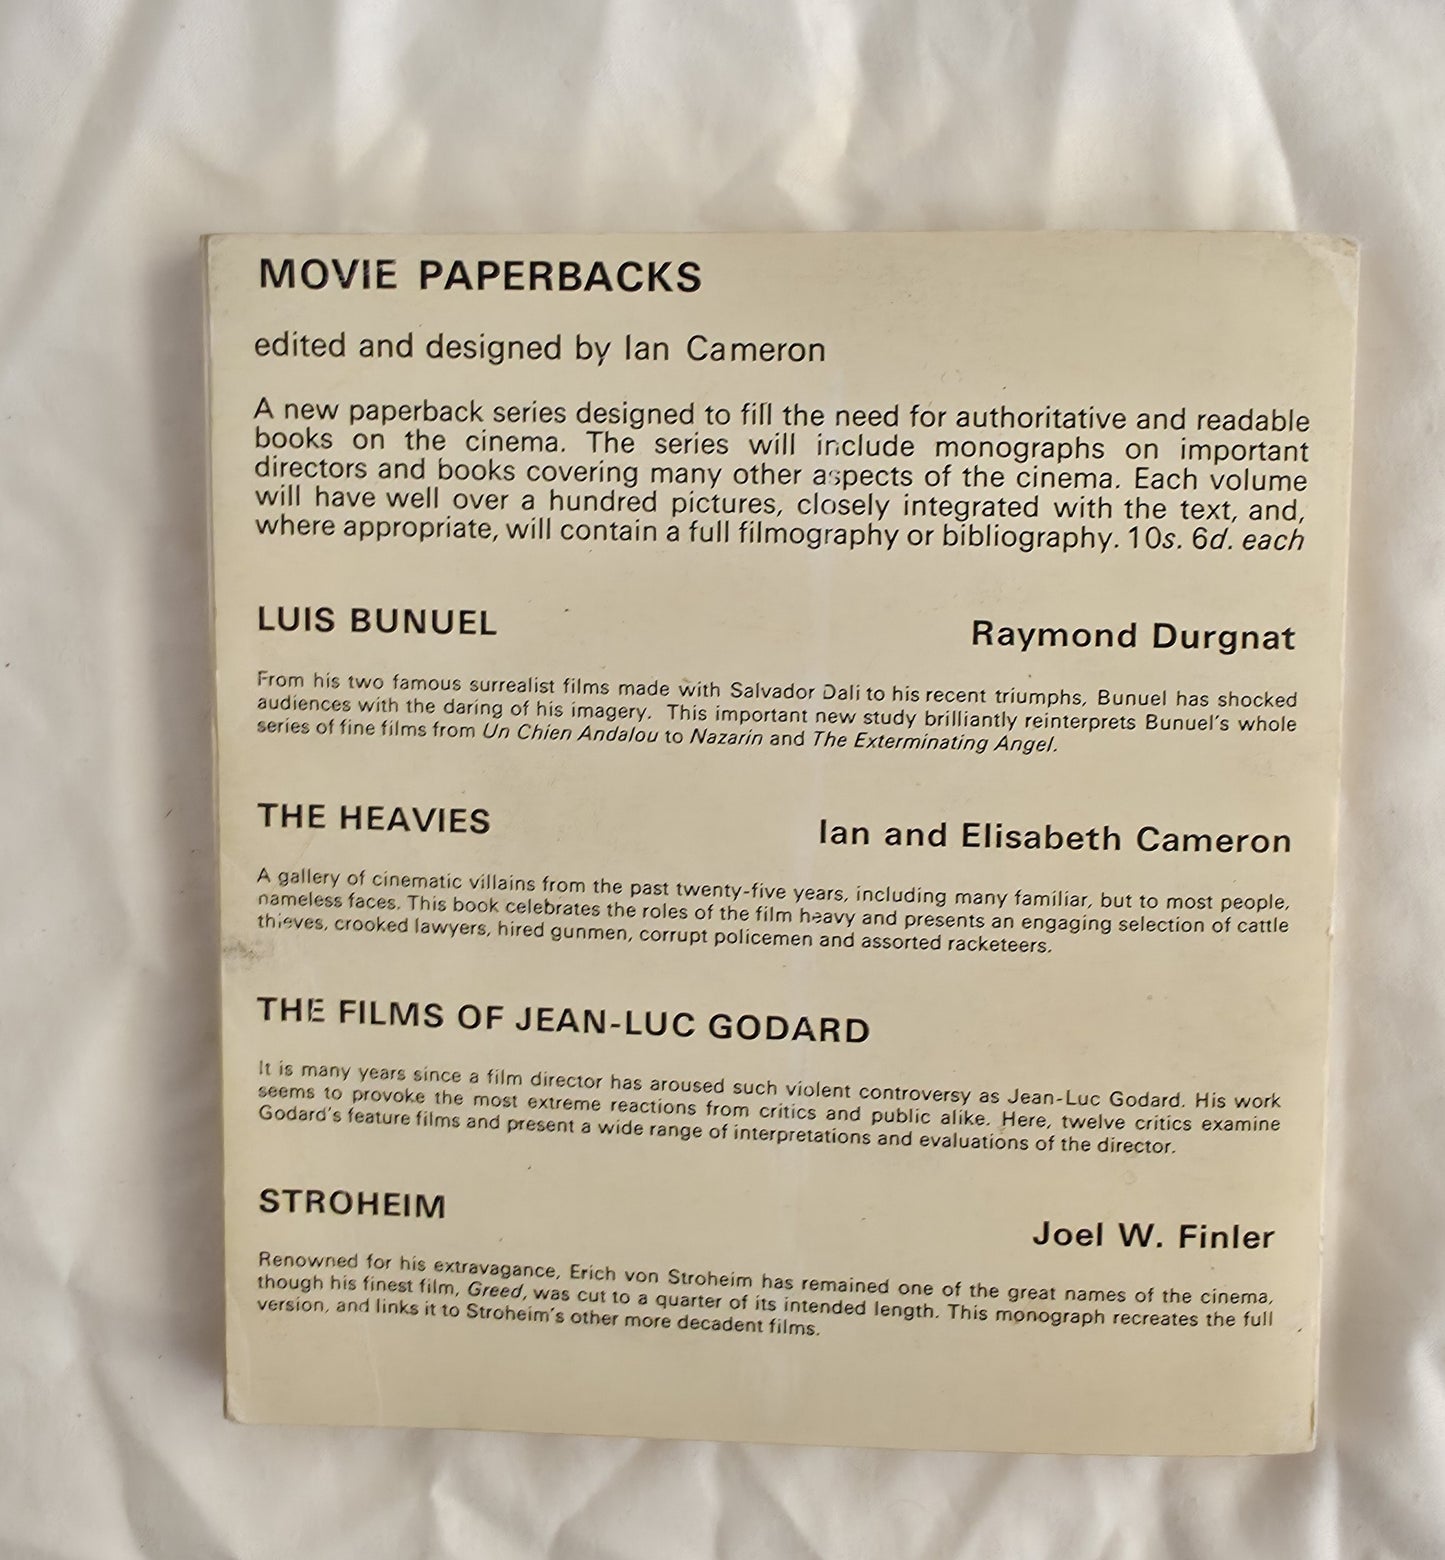 MOVIE PAPERBACKS
edited and designed by Ian Cameron
A new paperback series designed to fill the need for authoritative and readable
books on the cinema. The series will include monographs on important
directors and books covering many other aspects of the cinema. Each volume
will have well over a hundred pictures, closely integrated with the text, and,
where appropriate, will contain a full filmography or bibliography. 10s. 6d. each
LUIS BUNUEL
Raymond Durgnat
From his two famous surrealist films made with Salvador Dali to his recent triumphs, Bunuel has shocked
audiences with the daring of his imagery. This important new study brilliantly reinterprets Bunuel's whole
series of fine films from Un Chien Andalou to Nazarin and The Exterminating Angel.
THE HEAVIES
Ian and Elisabeth Cameron
A gallery of cinematic villains from the past twenty-five years, including many familiar, but to most people,
nameless faces. This book celebrates the roles of the film heavy and presents an engaging selection of cattle
thieves, crooked lawyers, hired gunmen, corrupt policemen and assorted racketeers.
THE FILMS OF JEAN-LUC GODARD
It is many years since a film director has aroused such violent controversy as Jean-Luc Godard. His work
seems to provoke the most extreme reactions from critics and public alike. Here, twelve critics examine
Godard's feature films and present a wide range of interpretations and evaluations of the director.
STROHEIM
Joel W. Finler
Renowned for his extravagance, Erich von Stroheim has remained one of the great names of the cinema,
though his finest film, Greed, was cut to a quarter of its intended length. This monograph recreates the full
version, and links it to Stroheim's other more decadent films.